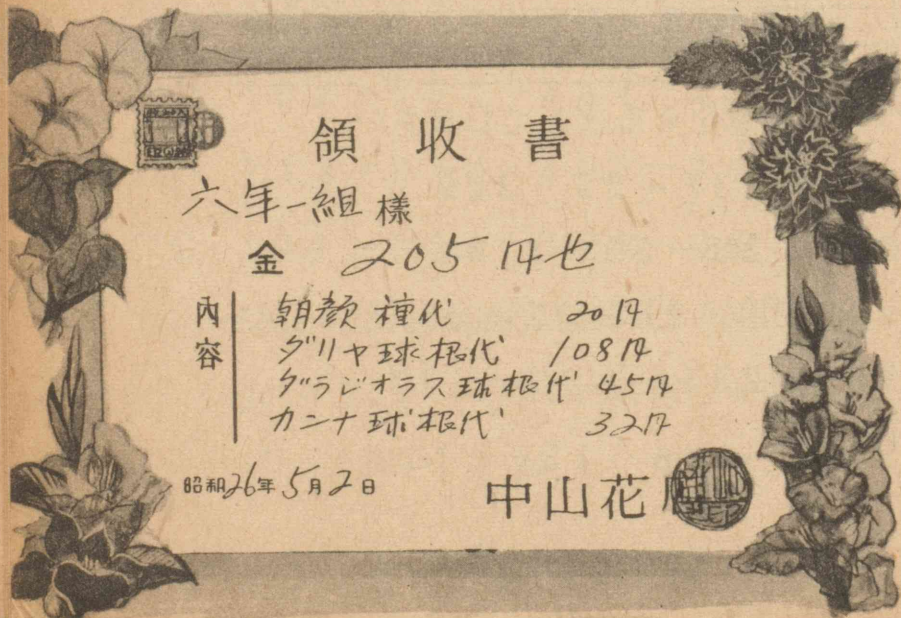 領收書
六年一組様
金 205円也
内容
朝顔種代 20円
ダリヤ球根代 108円
グラジオラス球根代 45円
カンナ球根代 32円
昭和26年5月2日
中山花